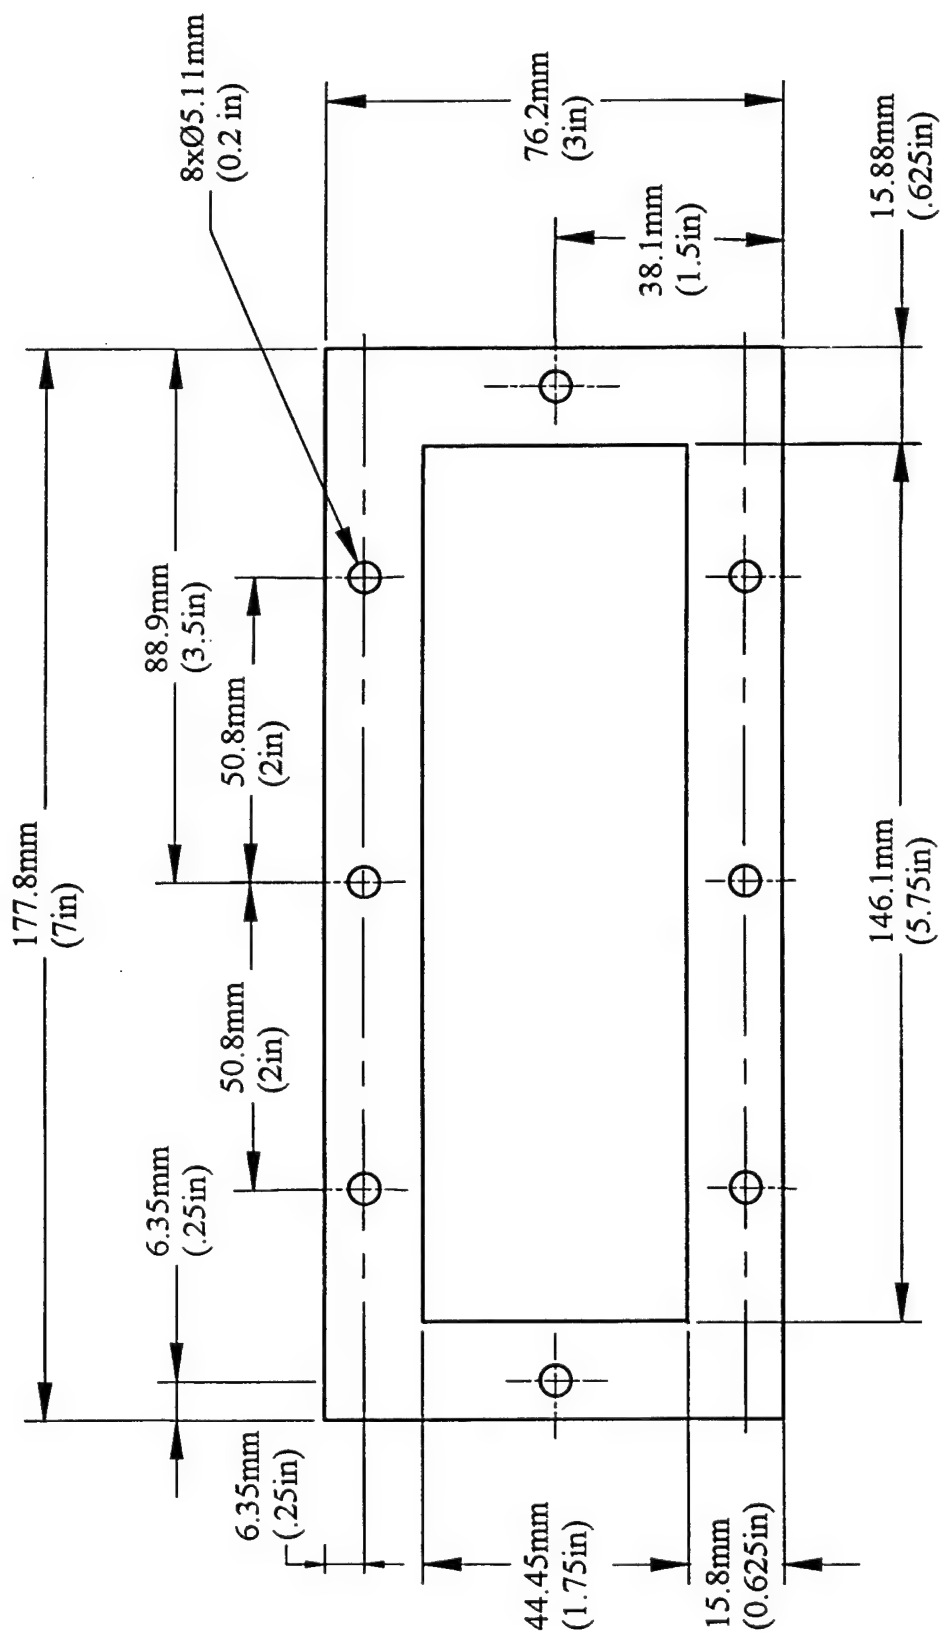 177.8mm
(7in)
6.35mm
(.25in)
88.9mm
(3.5in)
50.8mm
(2in)
50.8mm
(2in)
8xØ5.11mm
(0.2 in)
6.35mm
(.25in)
76.2mm
(3in)
38.1mm
(1.5in)
44.45mm
(1.75in)
15.8mm
(0.625in)
146.1mm
(5.75in)
15.88mm
(.625in)